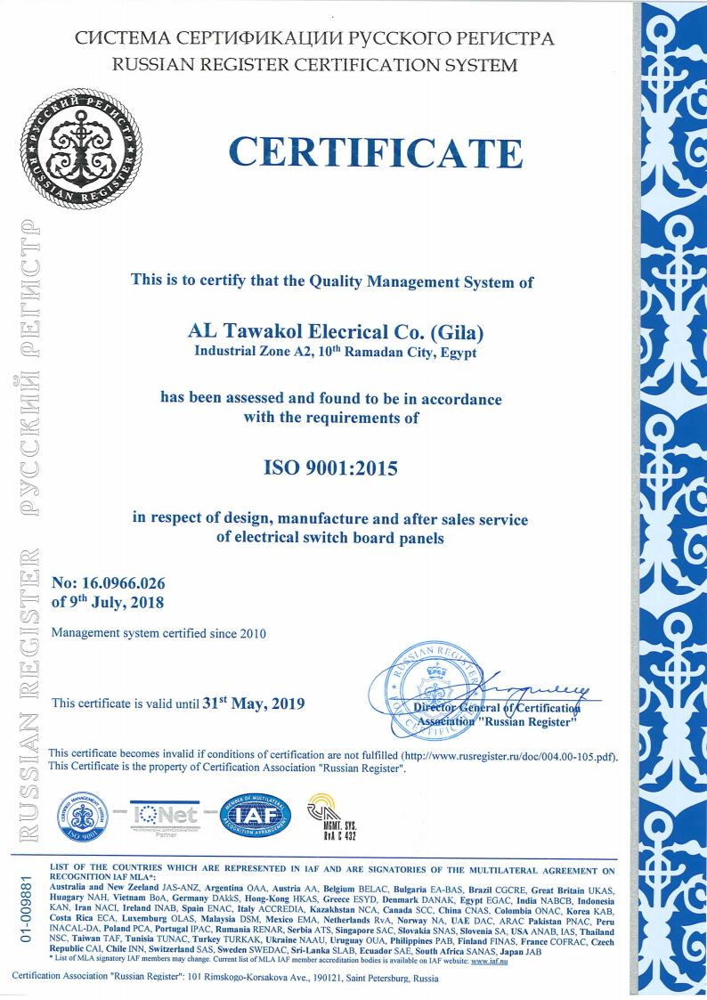 СИСТЕМА СЕРТИФИКАЦИИ РУССКОГО РЕГИСТРА
RUSSIAN REGISTER CERTIFICATION SYSTEM
РУССКИЙ РЕГИСТР
RUSSIAN REGISTER
CERTIFICATE
This is to certify that the Quality Management System of
AL Tawakol Elecrical Co. (Gila)
Industrial Zone A2, 10th Ramadan City, Egypt
has been assessed and found to be in accordance
with the requirements of
ISO 9001:2015
in respect of design, manufacture and after sales service
of electrical switch board panels
No: 16.0966.026
of 9th July, 2018
Management system certified since 2010
This certificate is valid until 31st May, 2019
RUSSIAN REGISTER
FOR CERTIFICATES
Director General of Certification
Association "Russian Register"
This certificate becomes invalid if conditions of certification are not fulfilled (http://www.rusregister.ru/doc/004.00-105.pdf).
This Certificate is the property of Certification Association "Russian Register".
RUSSIAN REGISTER РУССКИЙ РЕГИСТР
CERTIFIED MANAGEMENT SYSTEM
ISO 9001
IQNet
THE INTERNATIONAL CERTIFICATION NETWORK
Partner
MEMBER OF MULTILATERAL
IAF
RECOGNITION ARRANGEMENT
MGMT. SYS.
RvA C 432
LIST OF THE COUNTRIES WHICH ARE REPRESENTED IN IAF AND ARE SIGNATORIES OF THE MULTILATERAL AGREEMENT ON
RECOGNITION IAF MLA*:
Australia and New Zeeland JAS-ANZ, Argentina OAA, Austria AA, Belgium BELAC, Bulgaria EA-BAS, Brazil CGCRE, Great Britain UKAS,
Hungary NAH, Vietnam BoA, Germany DAkkS, Hong-Kong HKAS, Greece ESYD, Denmark DANAK, Egypt EGAC, India NABCB, Indonesia
KAN, Iran NACI, Ireland INAB, Spain ENAC, Italy ACCREDIA, Kazakhstan NCA, Canada SCC, China CNAS, Colombia ONAC, Korea KAB,
Costa Rica ECA, Luxemburg OLAS, Malaysia DSM, Mexico EMA, Netherlands RvA, Norway NA, UAE DAC, ARAC Pakistan PNAC, Peru
INACAL-DA, Poland PCA, Portugal IPAC, Rumania RENAR, Serbia ATS, Singapore SAC, Slovakia SNAS, Slovenia SA, USA ANAB, IAS, Thailand
NSC, Taiwan TAF, Tunisia TUNAC, Turkey TURKAK, Ukraine NAAU, Uruguay OUA, Philippines PAB, Finland FINAS, France COFRAC, Czech
Republic CAI, Chile INN, Switzerland SAS, Sweden SWEDAC, Sri-Lanka SLAB, Ecuador SAE, South Africa SANAS, Japan JAB
* List of MLA signatory IAF members may change. Current list of MLA IAF member accreditation bodies is available on IAF website: www.iaf.nu
01-009881
Certification Association "Russian Register": 101 Rimskogo-Korsakova Ave., 190121, Saint Petersburg, Russia